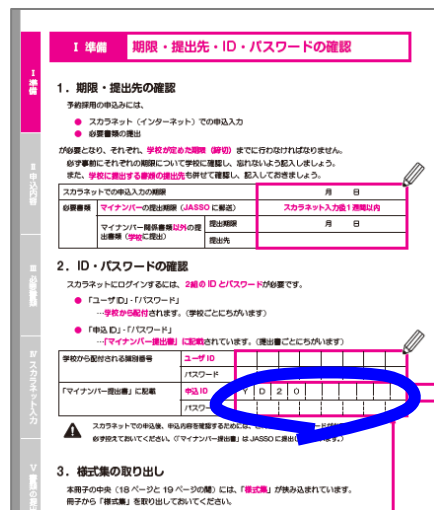 I 準備 期限・提出先・ID・パスワードの確認
I 準備
1. 期限・提出先の確認
予約採用の申込みには、
● スカラネット（インターネット）での申込入力
● 必要書類の提出
が必要となり、それぞれ、学校が定めた期限（締切）までに行わなければなりません。
必ず事前にそれぞれの期限について学校に確認し、忘れないよう記入しましょう。
また、学校に提出する書類の提出先も併せて確認し、記入しておきましょう。
スカラネットでの申込入力の期限 月 日
必要書類 マイナンバーの提出期限（JASSOに郵送） スカラネット入力後1週間以内
マイナンバー関係書類以外の提出書類（学校に提出） 提出期限 月 日
提出先
II 申込内容
2. ID・パスワードの確認
スカラネットにログインするには、2組のIDとパスワードが必要です。
● 「ユーザID」・「パスワード」
…学校から配付されます。（学校ごとにちがいます）
● 「申込ID」・「パスワード」
…「マイナンバー提出書」に記載されています。（提出書ごとにちがいます）
III 必要書類
学校から配付される識別番号 ユーザID
パスワード
「マイナンバー提出書」に記載 申込ID Y D 2 0
パスワ
IV スカラネット入力
スカラネットでの申込後、申込内容を確認するためには、
必ず控えておいてください。（「マイナンバー提出書」はJASSOに提出
3. 様式集の取り出し
本冊子の中央（18ページと19ページの間）には、「様式集」が挟み込まれています。
冊子から「様式集」を取り出しておいてください。